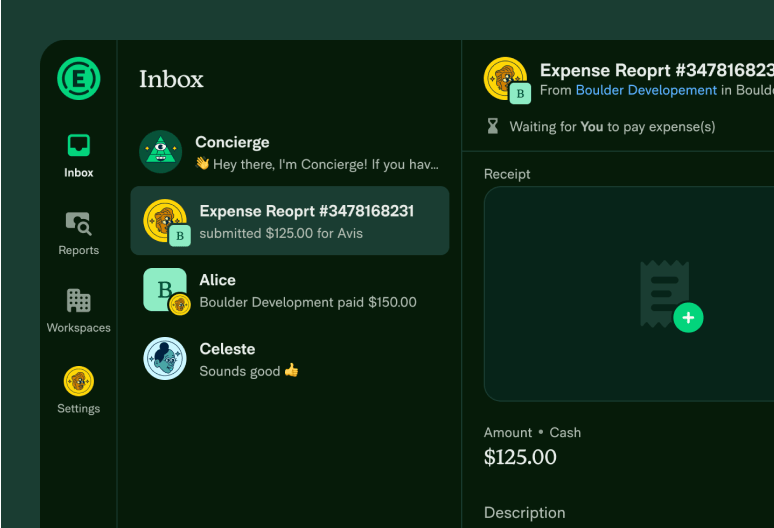 E
Inbox
Reports
Workspaces
Settings
Inbox
Concierge
👋 Hey there, I'm Concierge! If you hav...
B
Expense Reoprt #3478168231
submitted $125.00 for Avis
B
Alice
Boulder Development paid $150.00
Celeste
Sounds good 👍
B
Expense Reoprt #347816823
From Boulder Developement in Boulde
Waiting for You to pay expense(s)
Receipt
Amount • Cash
$125.00
Description